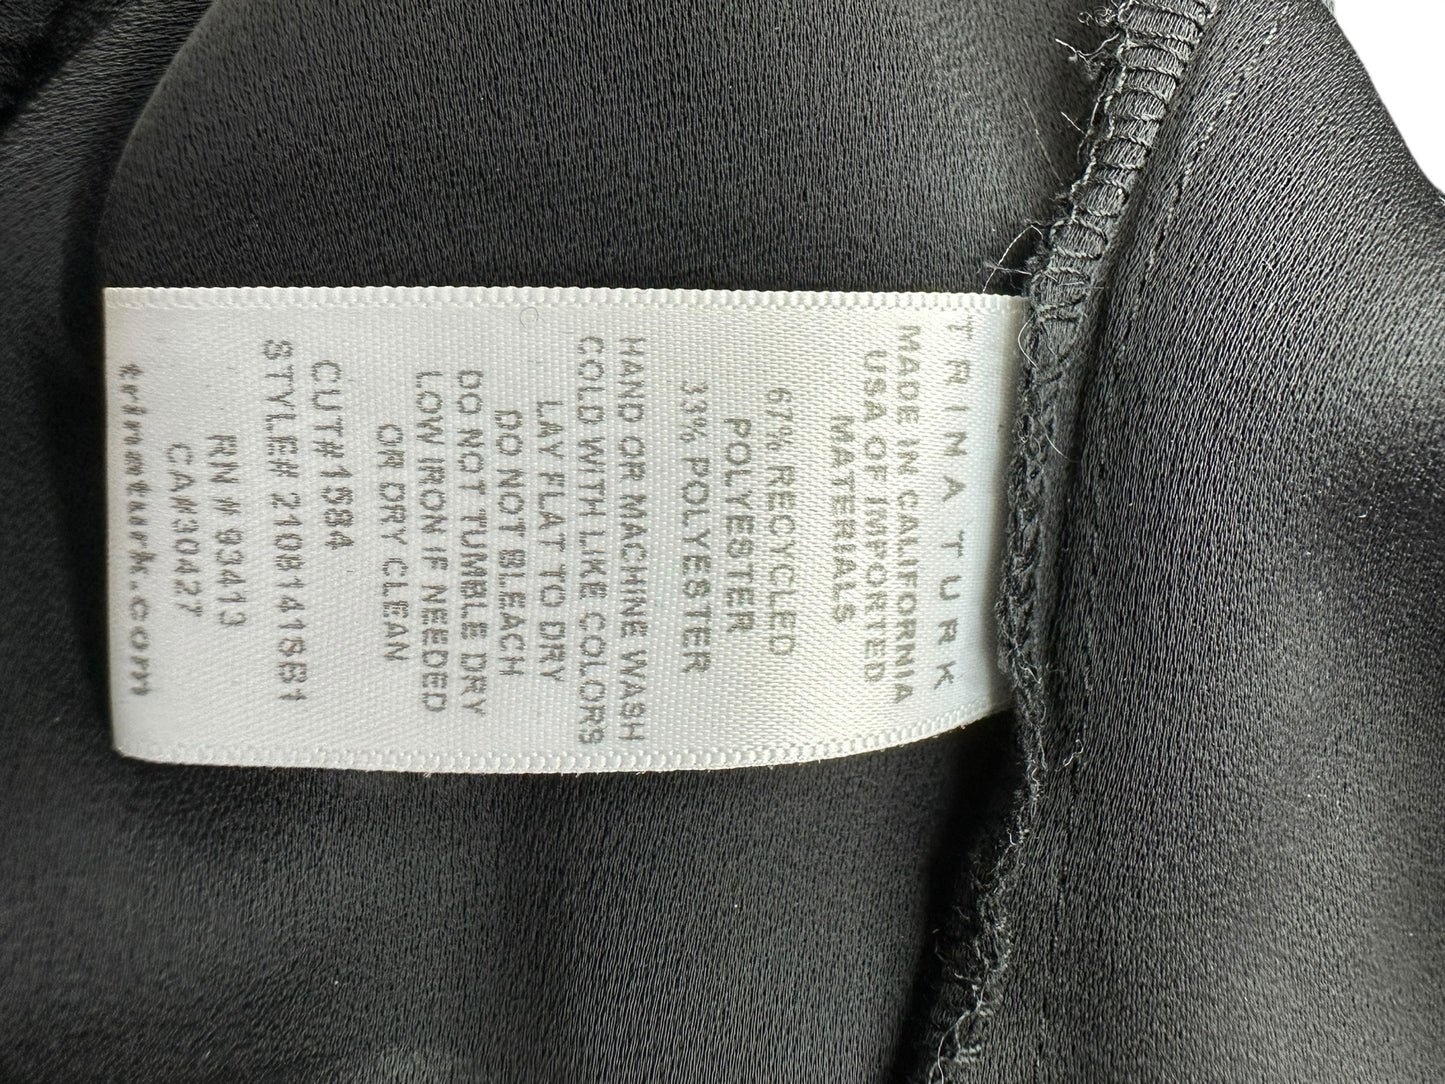 TRINA TURK
MADE IN CALIFORNIA
USA OF IMPORTED
MATERIALS
67% RECYCLED
POLYESTER
33% POLYESTER
HAND OR MACHINE WASH
COLD WITH LIKE COLORS
LAY FLAT TO DRY
DO NOT BLEACH
DO NOT TUMBLE DRY
LOW IRON IF NEEDED
OR DRY CLEAN
CUT#1584
STYLE# 210814116B1
RN# 93413
CA#30427
trinaturk.com